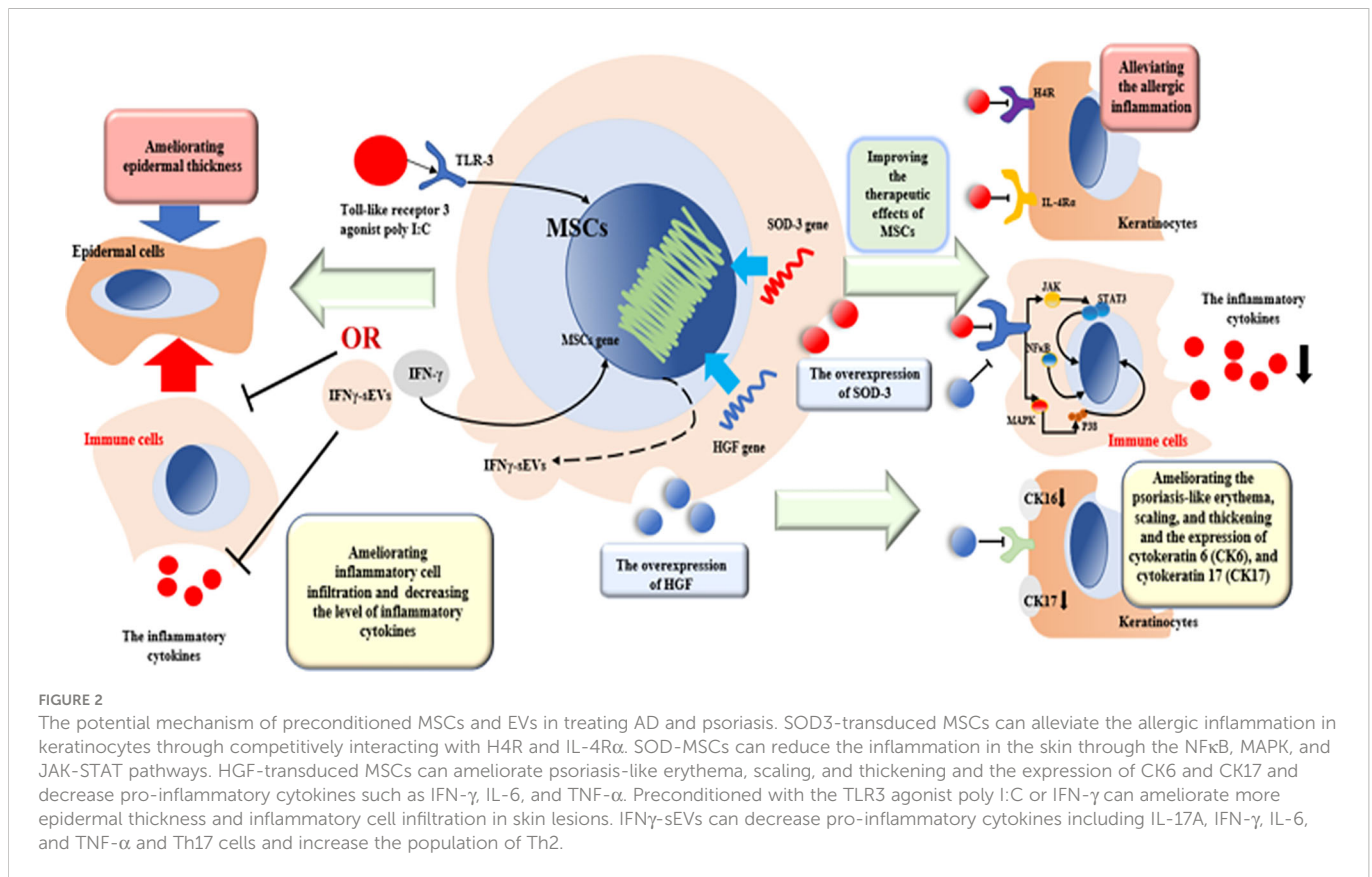 Ameliorating
epidermal thickness
Epidermal cells
Toll-like receptor 3
agonist poly I:C
TLR-3
MSCs
MSCs gene
SOD-3 gene
HGF gene
OR
IFNγ-sEVs
IFN-γ
IFNγ-sEVs
Immune cells
The inflammatory
cytokines
Ameliorating
inflammatory cell
infiltration and decreasing
the level of inflammatory
cytokines
The overexpression
of HGF
The overexpression
of SOD-3
Improving
the
therapeutic
effects of
MSCs
H4R
IL-4Rα
Keratinocytes
Alleviating
the allergic
inflammation
JAK
STAT3
NFκB
MAPK
P38
Immune cells
The inflammatory
cytokines
CK16
CK17
Keratinocytes
Ameliorating the
psoriasis-like erythema,
scaling, and thickening
and the expression of
cytokeratin 6 (CK6), and
cytokeratin 17 (CK17)
FIGURE 2
The potential mechanism of preconditioned MSCs and EVs in treating AD and psoriasis. SOD3-transduced MSCs can alleviate the allergic inflammation in
keratinocytes through competitively interacting with H4R and IL-4Rα. SOD-MSCs can reduce the inflammation in the skin through the NFκB, MAPK, and
JAK-STAT pathways. HGF-transduced MSCs can ameliorate psoriasis-like erythema, scaling, and thickening and the expression of CK6 and CK17 and
decrease pro-inflammatory cytokines such as IFN-γ, IL-6, and TNF-α. Preconditioned with the TLR3 agonist poly I:C or IFN-γ can ameliorate more
epidermal thickness and inflammatory cell infiltration in skin lesions. IFNγ-sEVs can decrease pro-inflammatory cytokines including IL-17A, IFN-γ, IL-6,
and TNF-α and Th17 cells and increase the population of Th2.